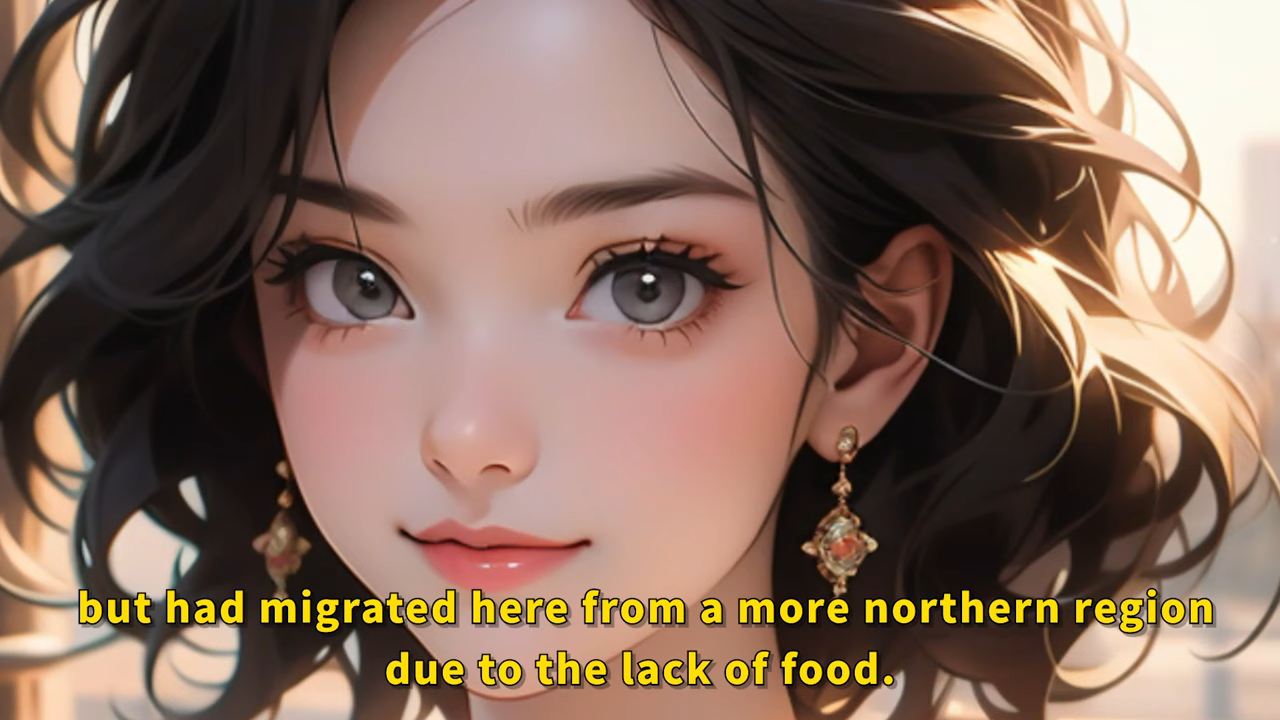 but had migrated here from a more northern region
due to the lack of food.